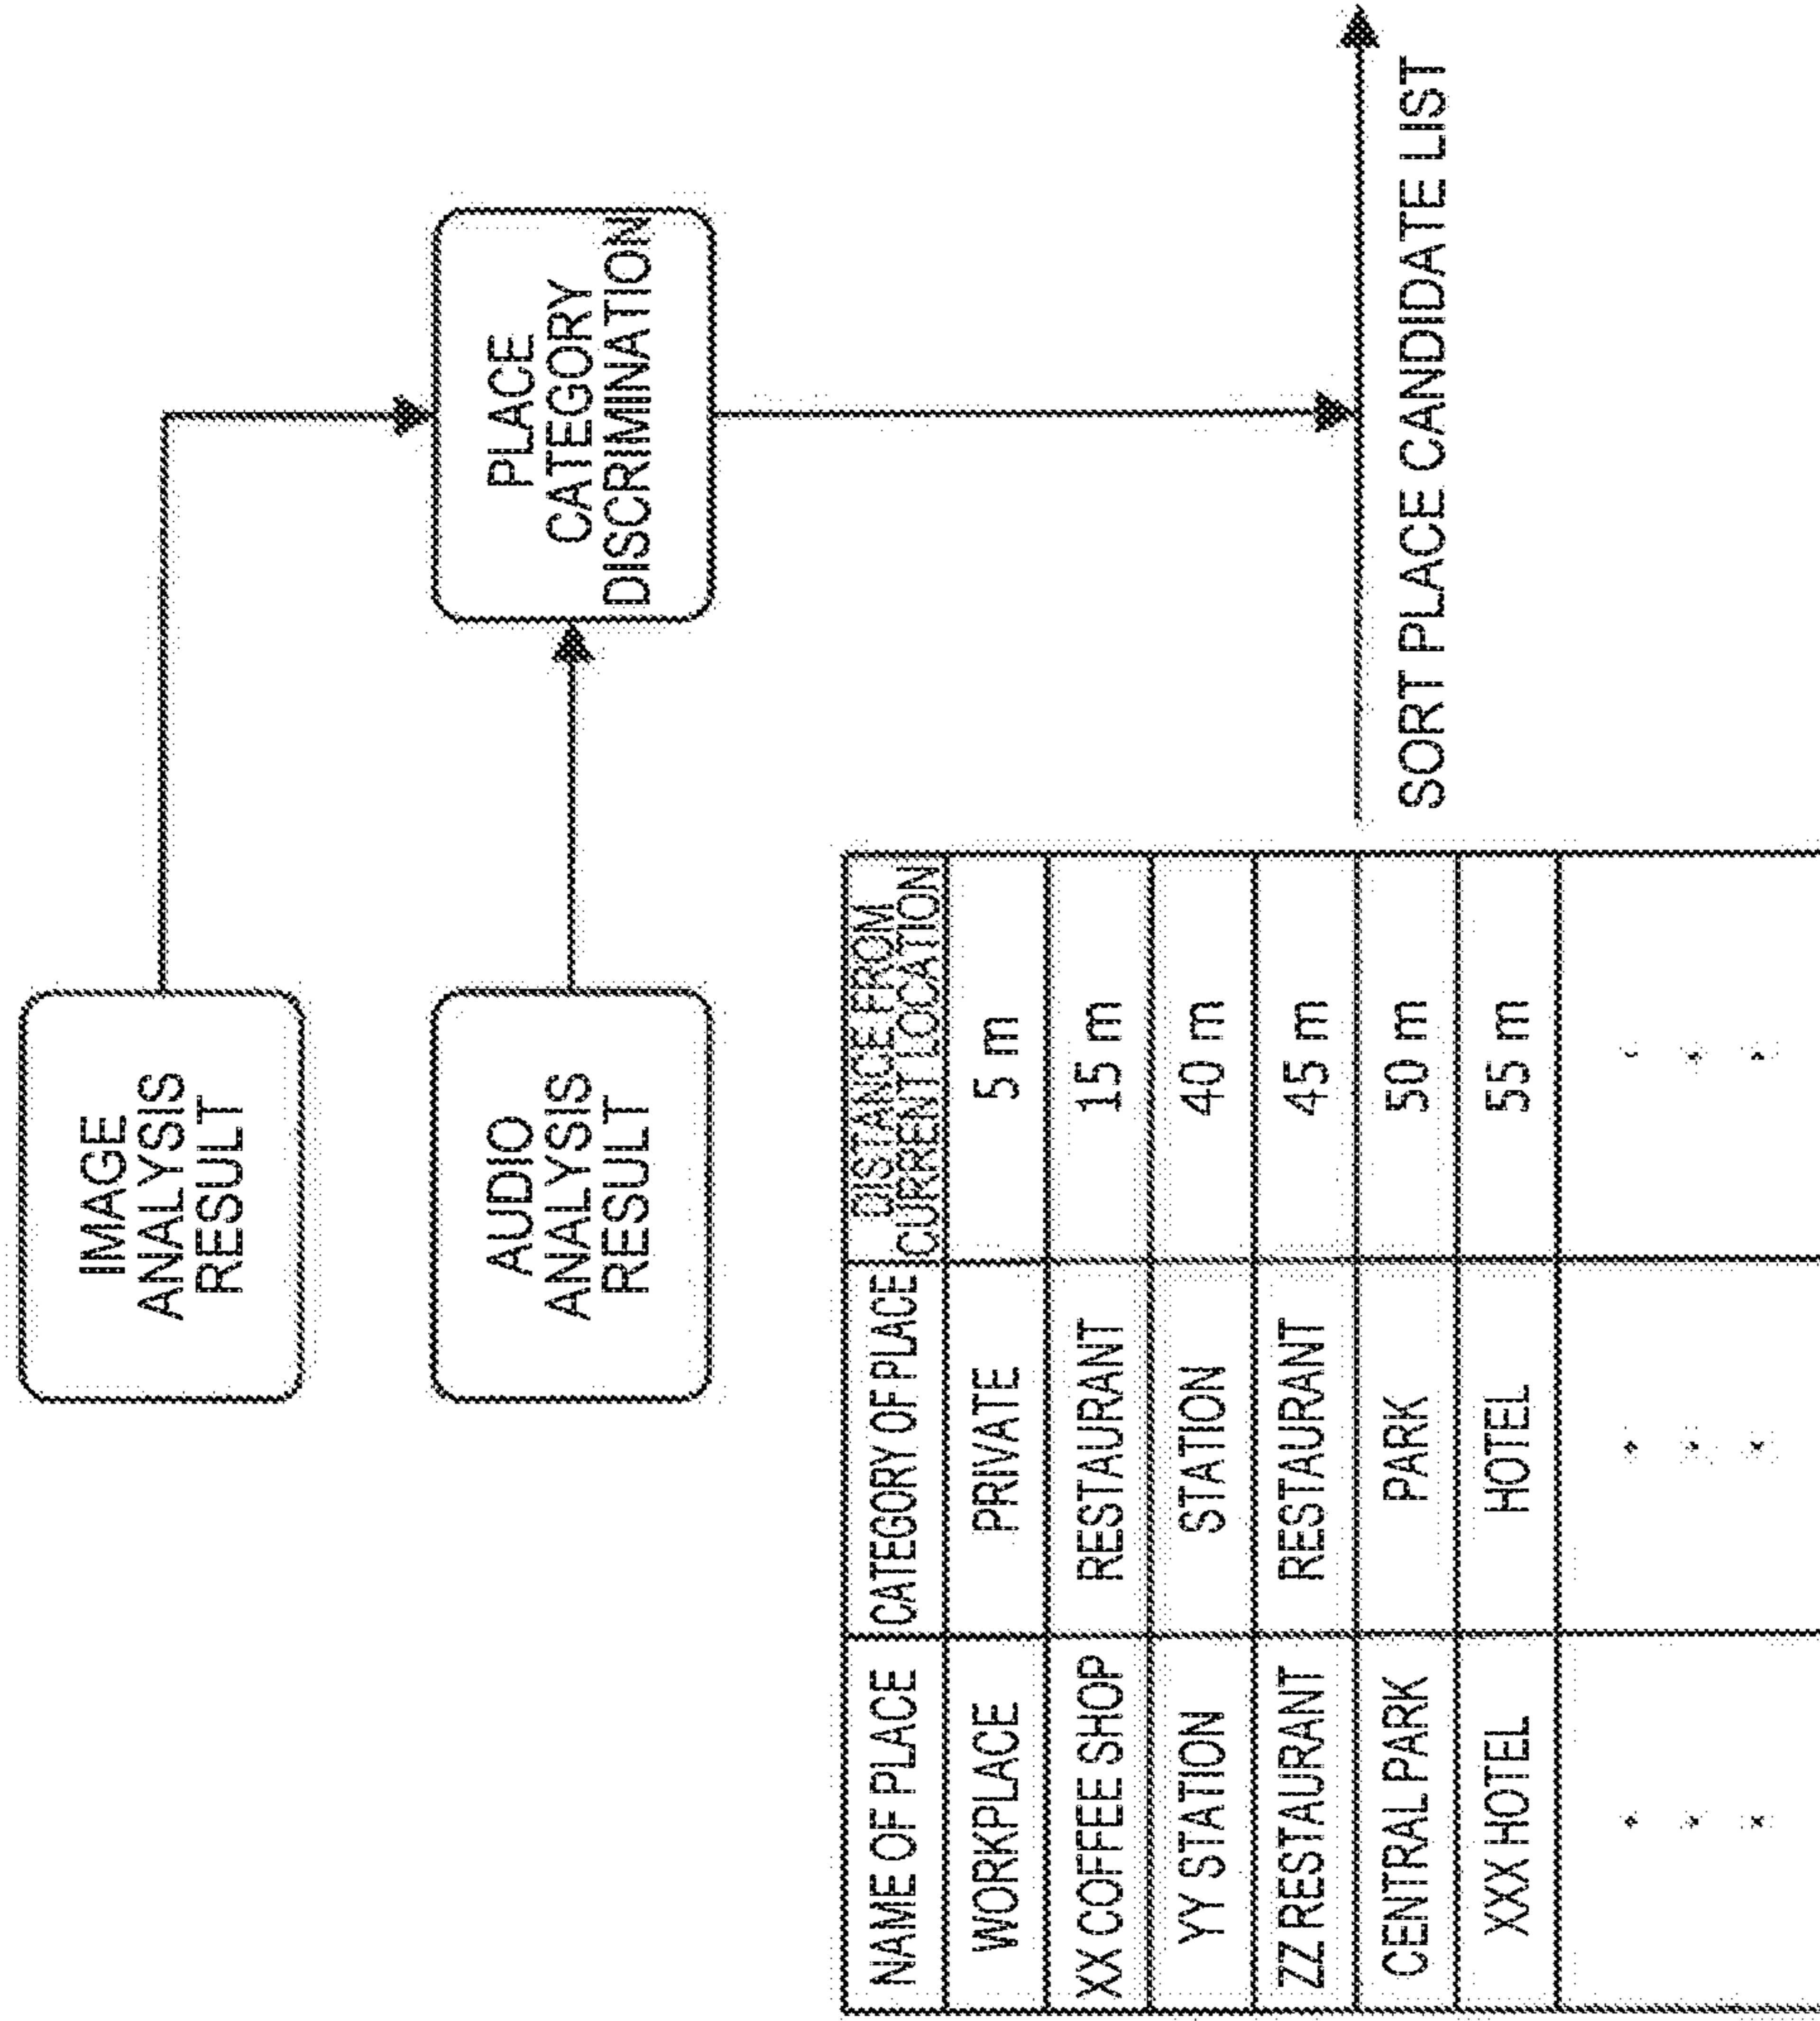 IMAGE
ANALYSIS
RESULT
AUDIO
ANALYSIS
RESULT
PLACE
CATEGORY
DISCRIMINATION
NAME OF PLACE CATEGORY OF PLACE DISTANCE FROM CURRENT LOCATION
WORKPLACE PRIVATE 5 m
XX COFFEE SHOP RESTAURANT 15 m
YY STATION STATION 40 m
ZZ RESTAURANT RESTAURANT 45 m
CENTRAL PARK PARK 50 m
XXX HOTEL HOTEL 55 m
SORT PLACE CANDIDATE LIST